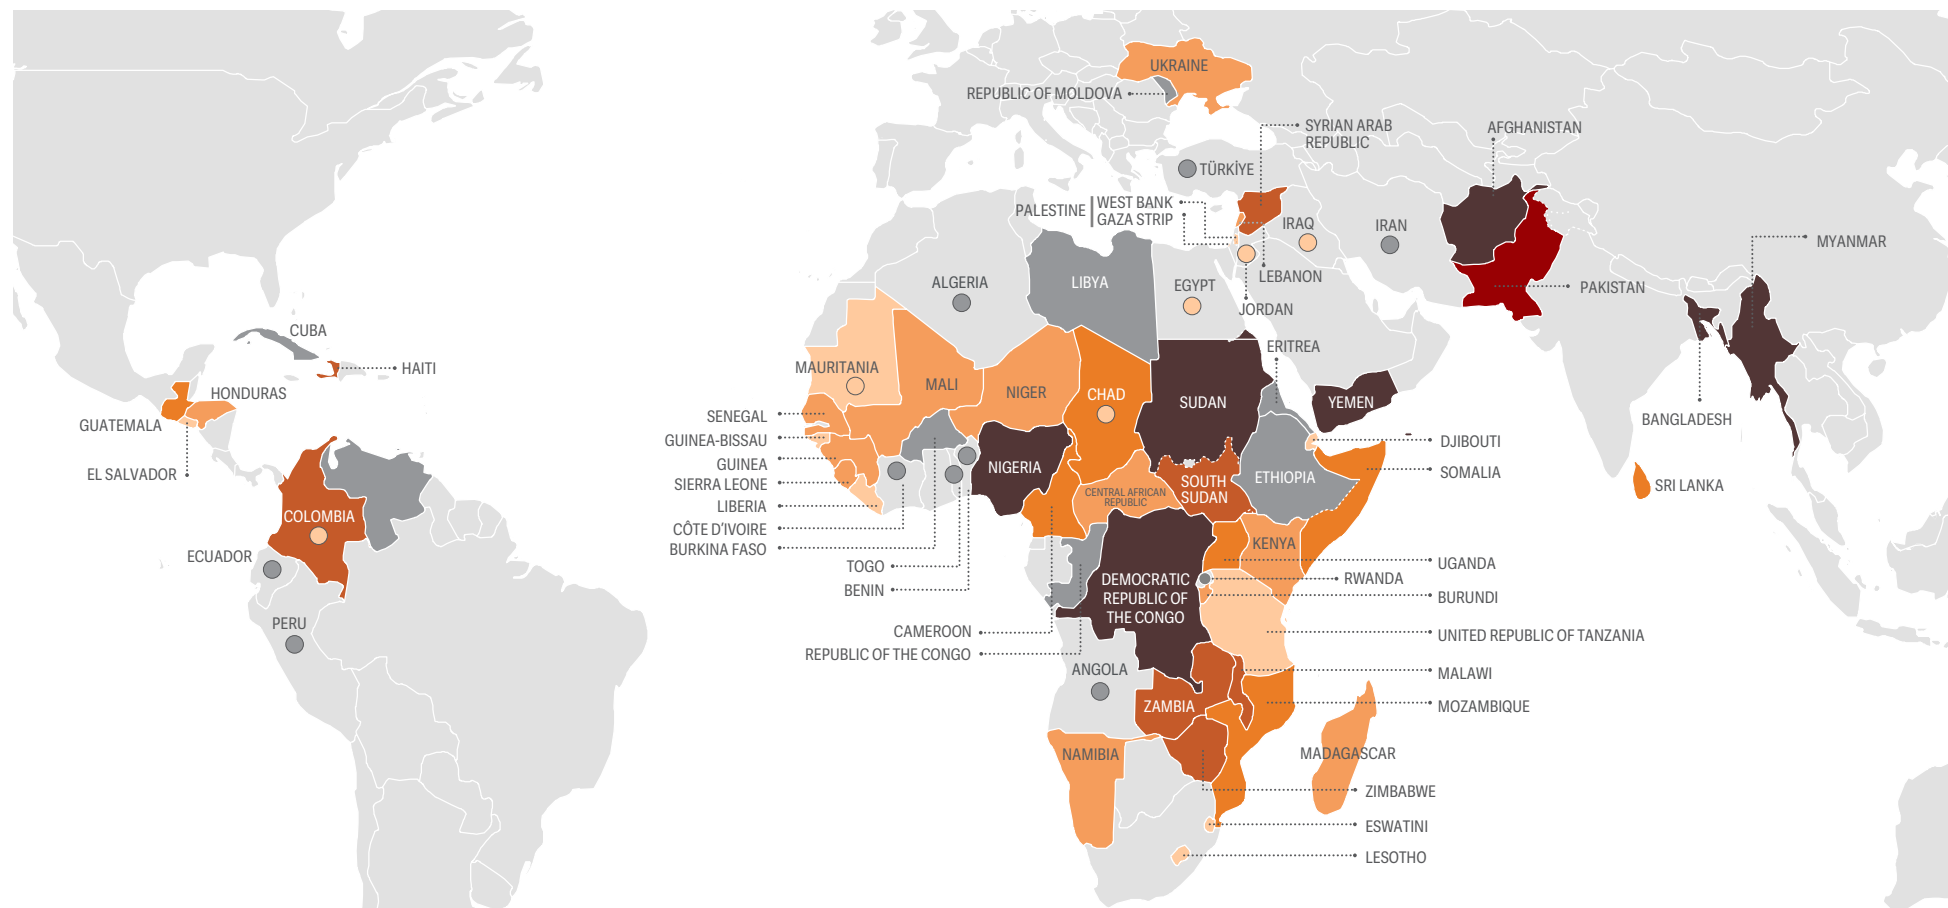 UKRAINE
REPUBLIC OF MOLDOVA
SYRIAN ARAB
REPUBLIC
AFGHANISTAN
TÜRKİYE
PALESTINE
WEST BANK
GAZA STRIP
IRAQ
IRAN
MYANMAR
LEBANON
ALGERIA
LIBYA
EGYPT
PAKISTAN
JORDAN
CUBA
ERITREA
HAITI
MAURITANIA
MALI
NIGER
CHAD
SUDAN
YEMEN
HONDURAS
SENEGAL
BANGLADESH
GUATEMALA
GUINEA-BISSAU
DJIBOUTI
GUINEA
NIGERIA
SOMALIA
EL SALVADOR
SIERRA LEONE
ETHIOPIA
SOUTH
SUDAN
SRI LANKA
CENTRAL AFRICAN
REPUBLIC
LIBERIA
COLOMBIA
CÔTE D'IVOIRE
BURKINA FASO
KENYA
ECUADOR
TOGO
UGANDA
RWANDA
BENIN
DEMOCRATIC
REPUBLIC OF
THE CONGO
BURUNDI
PERU
CAMEROON
UNITED REPUBLIC OF TANZANIA
REPUBLIC OF THE CONGO
ANGOLA
MALAWI
ZAMBIA
MOZAMBIQUE
NAMIBIA
MADAGASCAR
ZIMBABWE
ESWATINI
LESOTHO